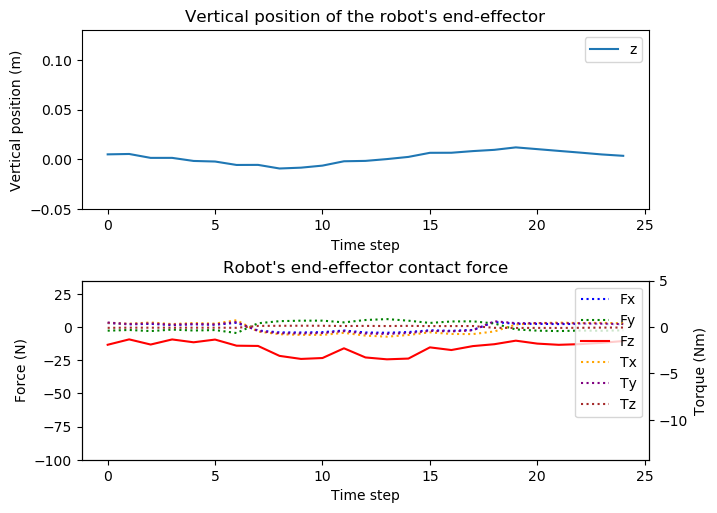 Vertical position of the robot's end-effector
Vertical position (m)
0.10
0.05
0.00
−0.05
z
0 5 10 15 20 25
Time step
Robot's end-effector contact force
Force (N)
25
0
−25
−50
−75
−100
Fx
Fy
Fz
Tx
Ty
Tz
5
0
−5
−10
Torque (Nm)
0 5 10 15 20 25
Time step